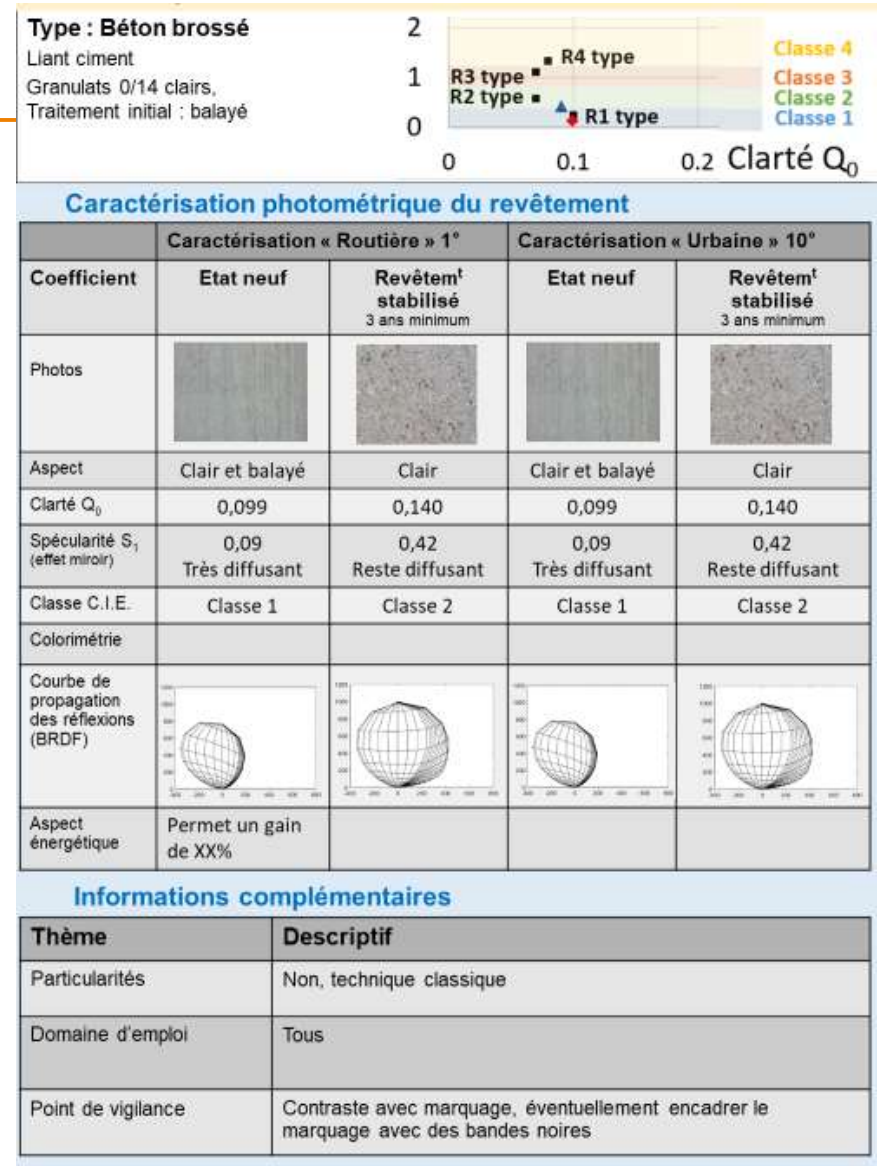 Type : Béton brossé
Liant ciment
Granulats 0/14 clairs,
Traitement initial : balayé
2
1
0
R4 type
R3 type
R2 type
R1 type
Classe 4
Classe 3
Classe 2
Classe 1
0 0.1 0.2 Clarté Q0
Caractérisation photométrique du revêtement
Caractérisation « Routière » 1° Caractérisation « Urbaine » 10°
Coefficient Etat neuf Revêtemt Etat neuf Revêtemt
stabilisé stabilisé
3 ans minimum 3 ans minimum
Photos
Aspect Clair et balayé Clair Clair et balayé Clair
Clarté Q0 0,099 0,140 0,099 0,140
Spécularité S1 0,09 0,42 0,09 0,42
(effet miroir) Très diffusant Reste diffusant Très diffusant Reste diffusant
Classe C.I.E. Classe 1 Classe 2 Classe 1 Classe 2
Colorimétrie
Courbe de
propagation
des réflexions
(BRDF)
Aspect Permet un gain
énergétique de XX%
Informations complémentaires
Thème Descriptif
Particularités Non, technique classique
Domaine d'emploi Tous
Point de vigilance Contraste avec marquage, éventuellement encadrer le
marquage avec des bandes noires